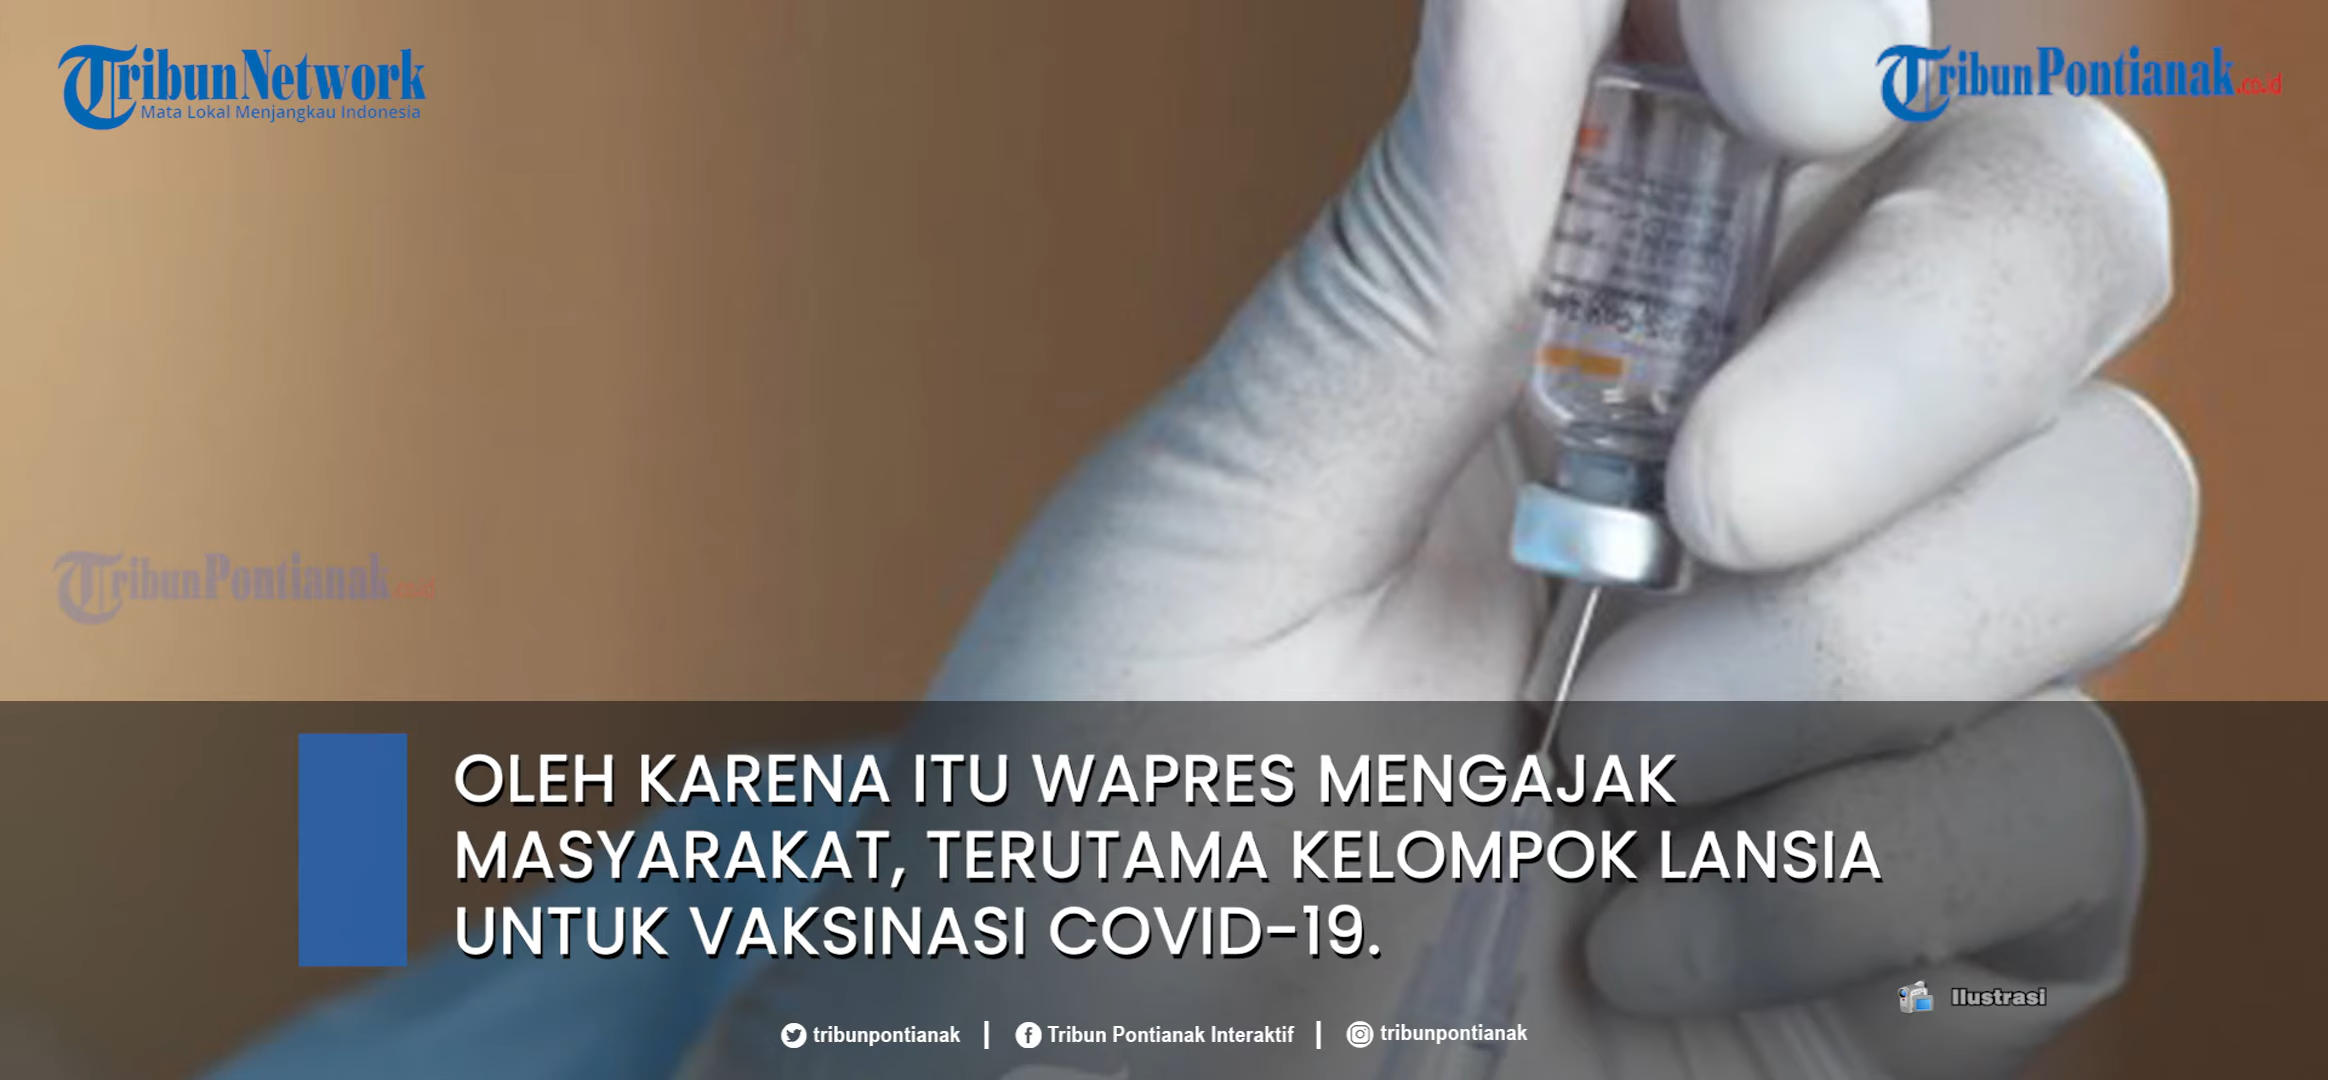 TribunNetwork
Mata Lokal Menjangkau Indonesia
TribunPontianak.co.id
TribunPontianak.co.id
OLEH KARENA ITU WAPRES MENGAJAK
MASYARAKAT, TERUTAMA KELOMPOK LANSIA
UNTUK VAKSINASI COVID-19.
Ilustrasi
tribunpontianak | Tribun Pontianak Interaktif | tribunpontianak